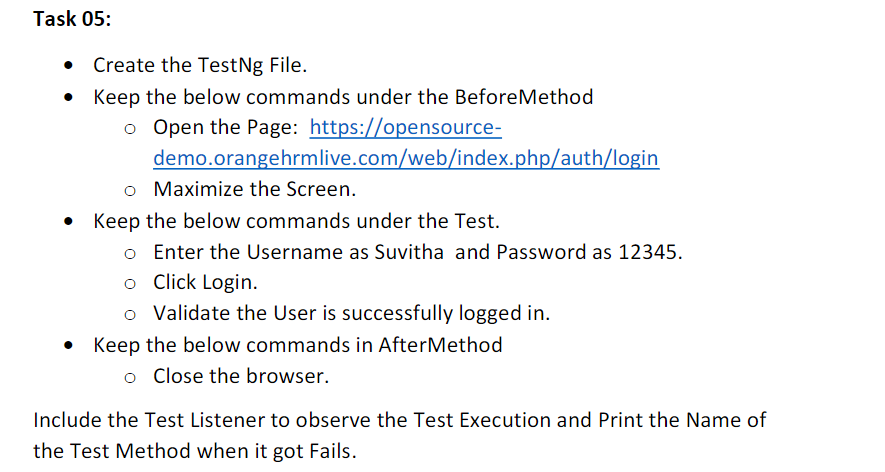 Task 05:
• Create the TestNg File.
• Keep the below commands under the BeforeMethod
o Open the Page: https://opensource-
demo.orangehrmlive.com/web/index.php/auth/login
o Maximize the Screen.
• Keep the below commands under the Test.
o Enter the Username as Suvitha and Password as 12345.
o Click Login.
o Validate the User is successfully logged in.
• Keep the below commands in AfterMethod
o Close the browser.
Include the Test Listener to observe the Test Execution and Print the Name of
the Test Method when it got Fails.